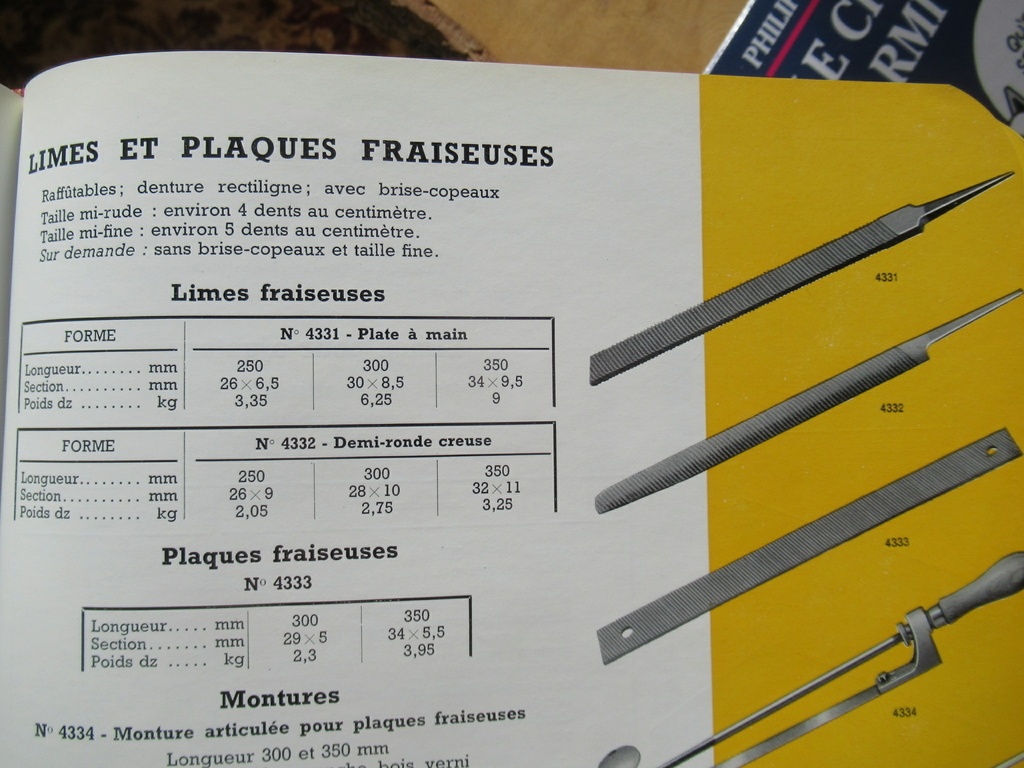 LIMES ET PLAQUES FRAISEUSES
Raffûtables; denture rectiligne; avec brise-copeaux
Taille mi-rude : environ 4 dents au centimètre.
Taille mi-fine : environ 5 dents au centimètre.
Sur demande : sans brise-copeaux et taille fine.
Limes fraiseuses
FORME N° 4331 - Plate à main
Longueur........ mm 250 300 350
Section.......... mm 26×6,5 30×8,5 34×9,5
Poids dz ........ kg 3,35 6,25 9
FORME N° 4332 - Demi-ronde creuse
Longueur........ mm 250 300 350
Section.......... mm 26×9 28×10 32×11
Poids dz ........ kg 2,05 2,75 3,25
Plaques fraiseuses
N° 4333
Longueur..... mm 300 350
Section....... mm 29×5 34×5,5
Poids dz ..... kg 2,3 3,95
Montures
N° 4334 - Monture articulée pour plaques fraiseuses
Longueur 300 et 350 mm
bois verni
4331
4332
4333
4334
PHILIP
LE C
RMI